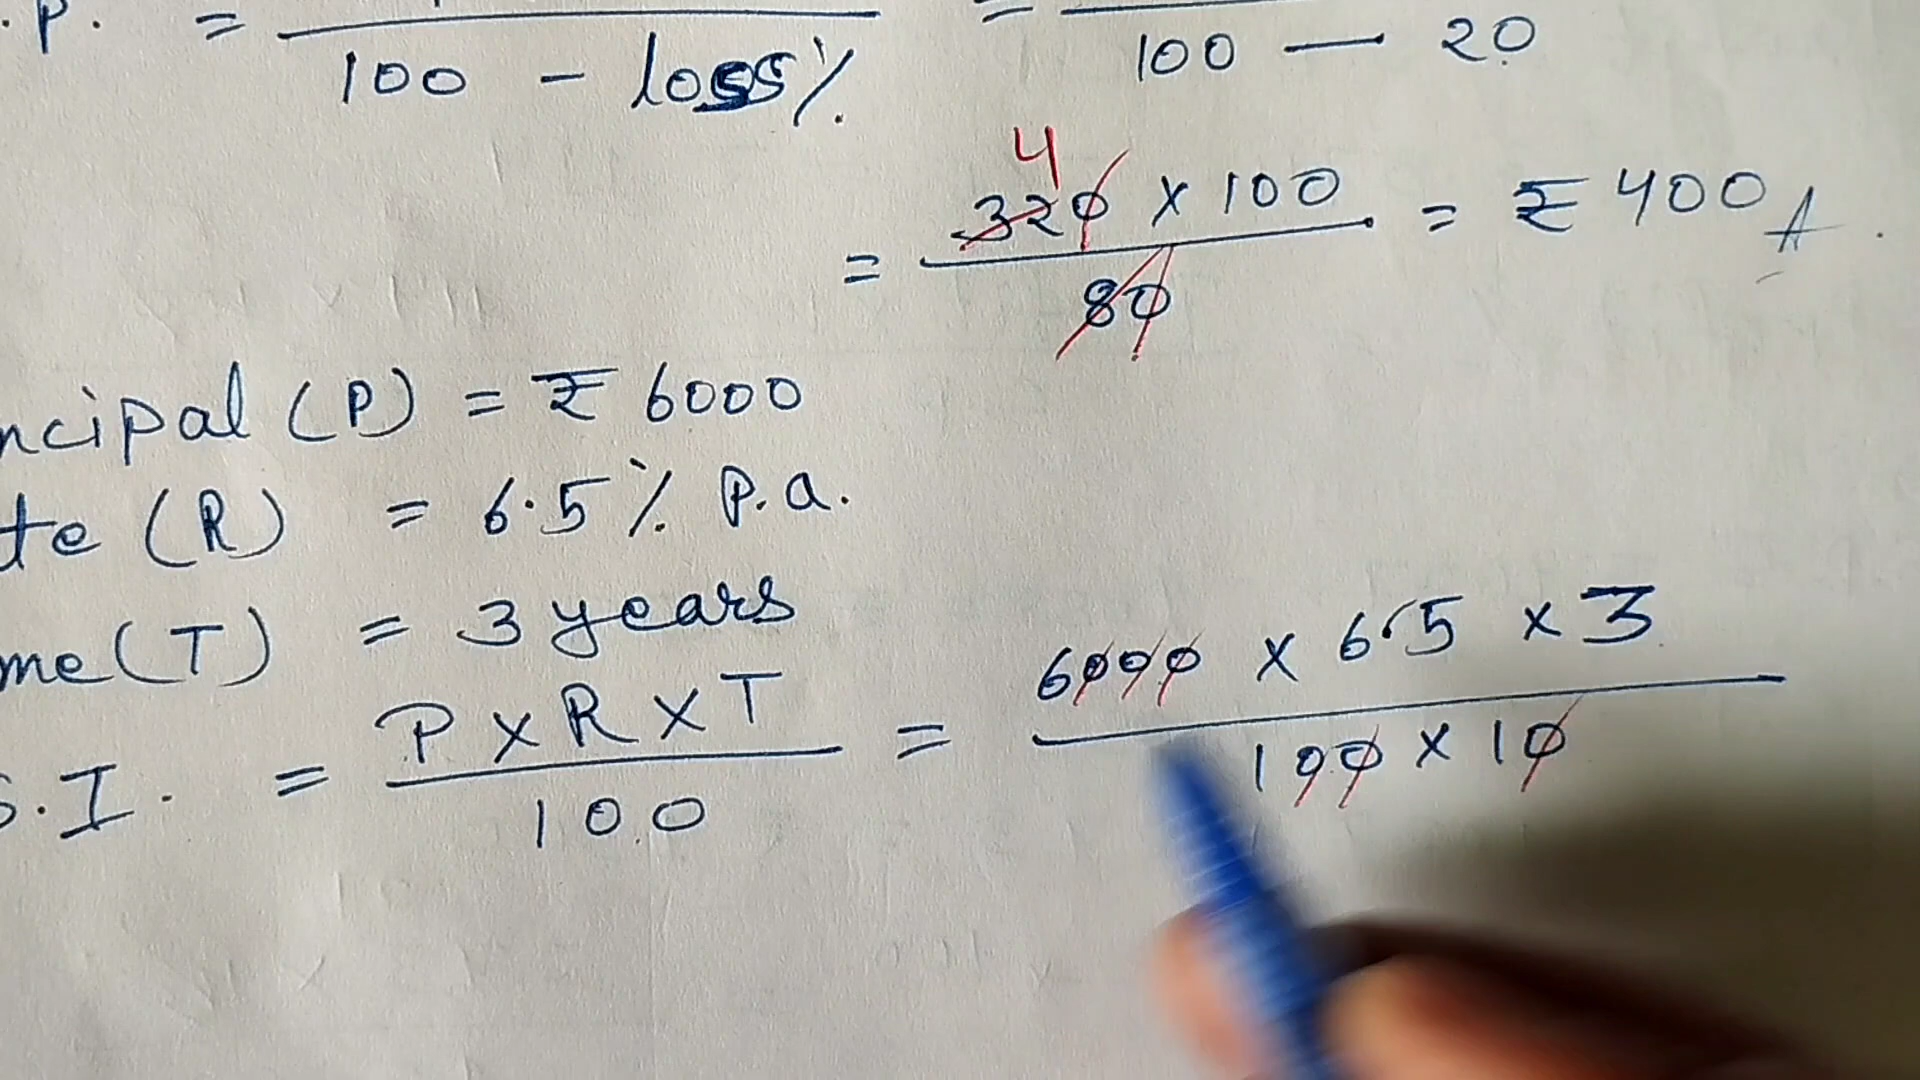 .P. = ――― = ―――
100 - loss% 100 - 20
4
= 320 x 100 / 80 = ₹ 400 A.
ncipal (P) = ₹ 6000
te (R) = 6.5% P.a.
me (T) = 3 years
S.I. = P x R x T / 100 = 6000 x 6.5 x 3 / 100 x 10